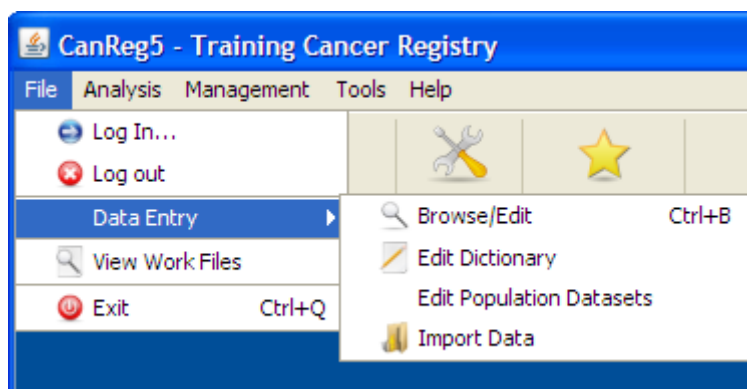 CanReg5 - Training Cancer Registry
File Analysis Management Tools Help
Log In...
Log out
Data Entry
Browse/Edit Ctrl+B
View Work Files
Edit Dictionary
Edit Population Datasets
Exit Ctrl+Q
Import Data